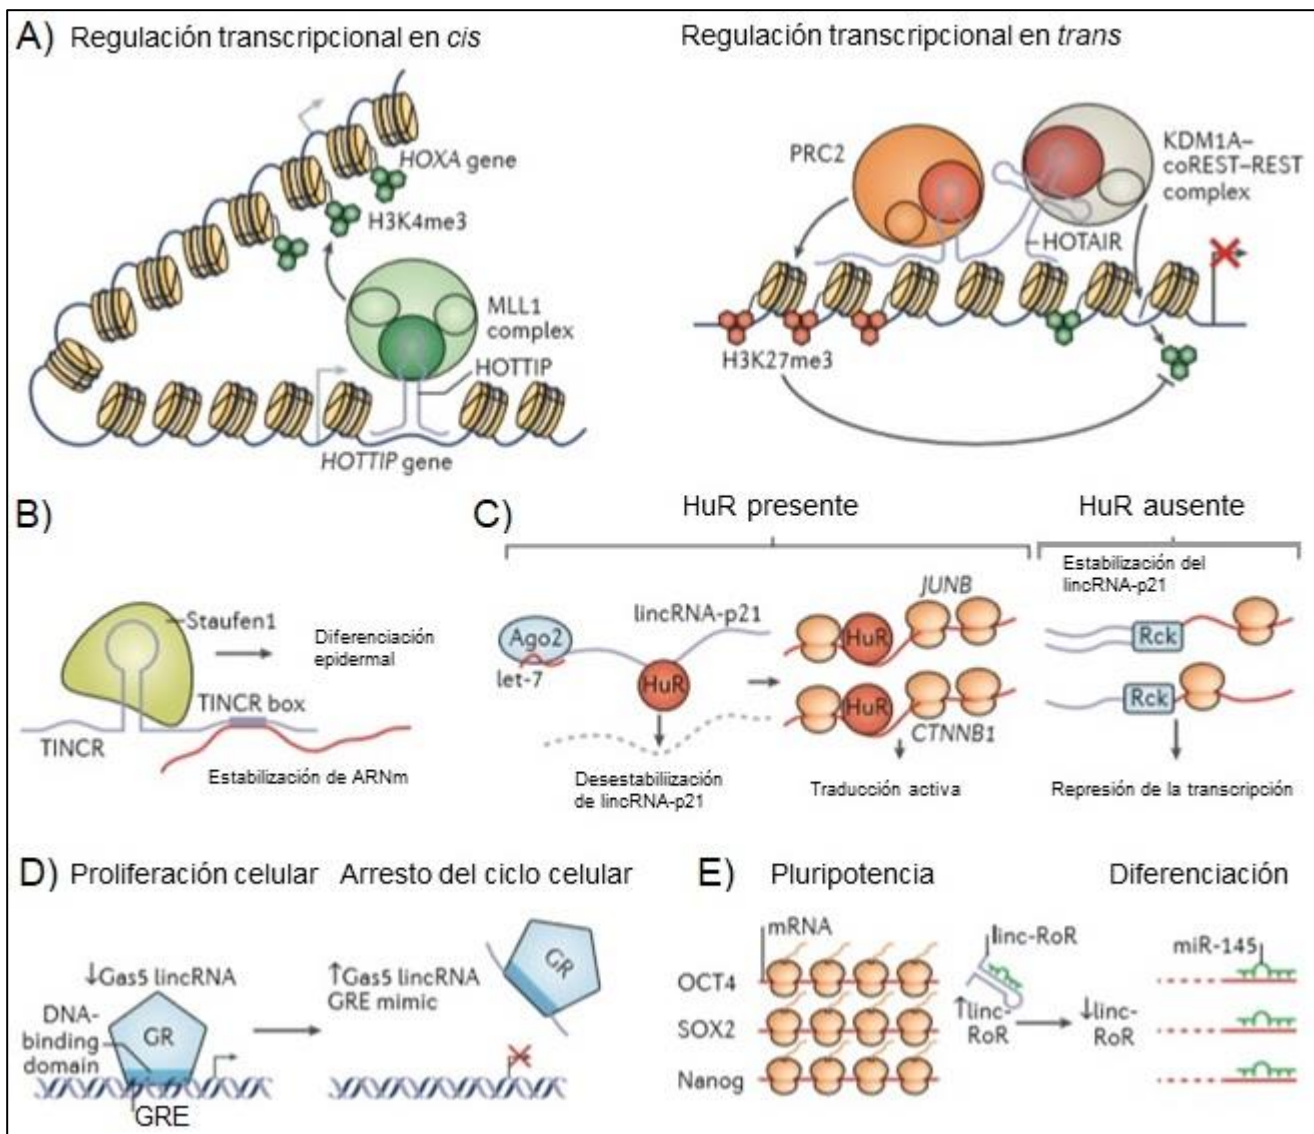 A) Regulación transcripcional en cis
Regulación transcripcional en trans
HOXA gene
H3K4me3
MLL1
complex
HOTTIP
HOTTIP gene
PRC2
KDM1A–
coREST–REST
complex
HOTAIR
H3K27me3
B)
Staufen1
Diferenciación
epidermal
TINCR box
TINCR
Estabilización de ARNm
C)
HuR presente
HuR ausente
Ago2
let-7
lincRNA-p21
HuR
Desestabiliización
de lincRNA-p21
JUNB
HuR
HuR
CTNNB1
Traducción activa
Estabilización del
lincRNA-p21
Rck
Rck
Represión de la transcripción
D) Proliferación celular
Arresto del ciclo celular
↓Gas5 lincRNA
DNA-
binding
domain
GR
GRE
↑Gas5 lincRNA
GRE mimic
GR
E) Pluripotencia
Diferenciación
mRNA
OCT4
SOX2
Nanog
linc-RoR
↑linc-
RoR
↓linc-
RoR
miR-145